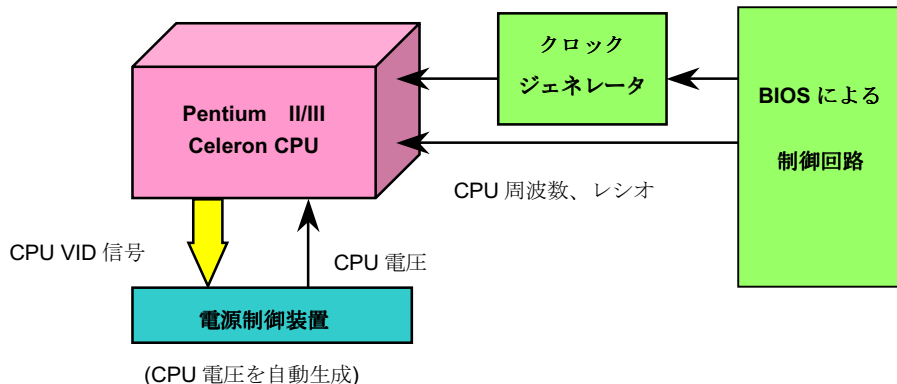 クロック
ジェネレータ
Pentium II/III
Celeron CPU
BIOS による
制御回路
CPU 周波数、レシオ
CPU VID 信号
CPU 電圧
電源制御装置
(CPU 電圧を自動生成)